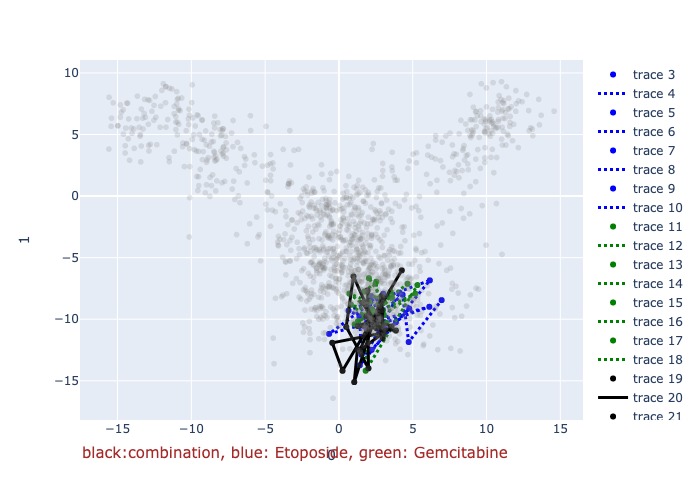 10
5
0
−5
−10
−15
1
−15
−10
−5
0
5
10
15
0
black:combination, blue: Etoposide, green: Gemcitabine
trace 3
trace 4
trace 5
trace 6
trace 7
trace 8
trace 9
trace 10
trace 11
trace 12
trace 13
trace 14
trace 15
trace 16
trace 17
trace 18
trace 19
trace 20
trace 21